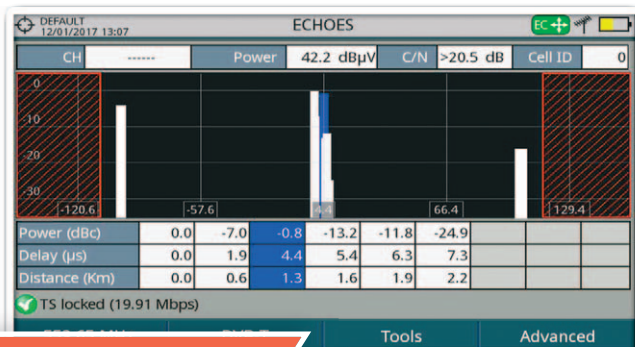 DEFAULT
12/01/2017 13:07
ECHOES
EC
CH ------ Power 42.2 dBµV C/N >20.5 dB Cell ID 0
0
-10
-20
-30
-120.6 -57.6 4.4 66.4 129.4
Power (dBc) 0.0 -7.0 -0.8 -13.2 -11.8 -24.9
Delay (µs) 0.0 1.9 4.4 5.4 6.3 7.3
Distance (Km) 0.0 0.6 1.3 1.6 1.9 2.2
TS locked (19.91 Mbps)
Tools Advanced